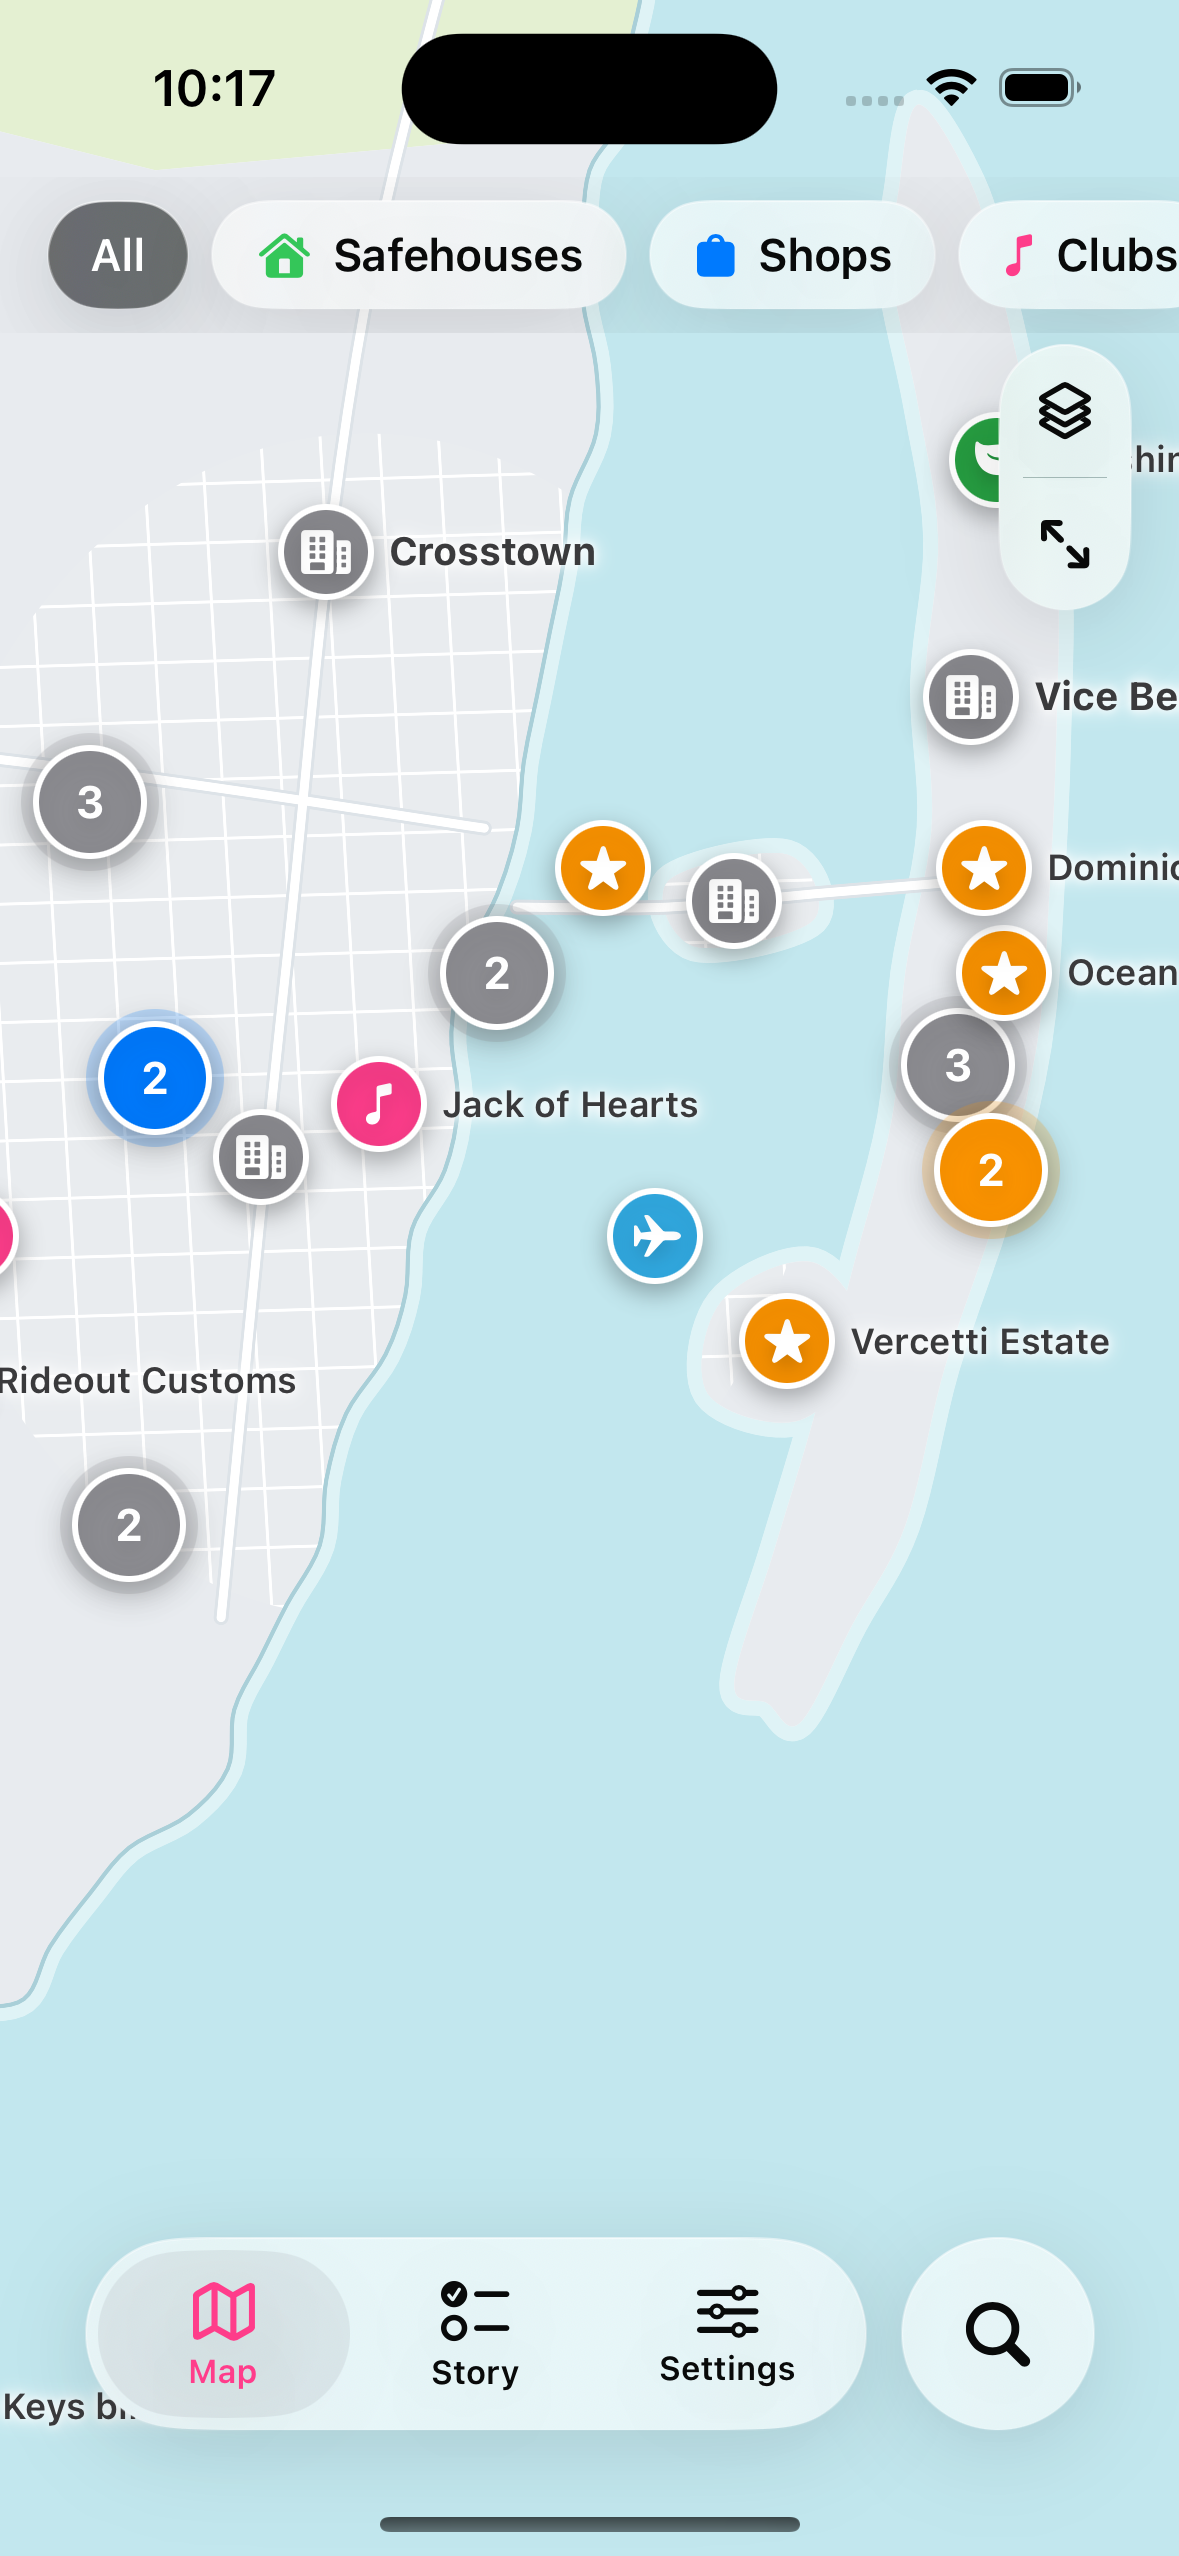 10:17
All
Safehouses
Shops
Clubs
Crosstown
Vice Be
3
Dominic
2
Ocean
3
2
Jack of Hearts
2
Vercetti Estate
Rideout Customs
2
Map
Story
Settings
Keys